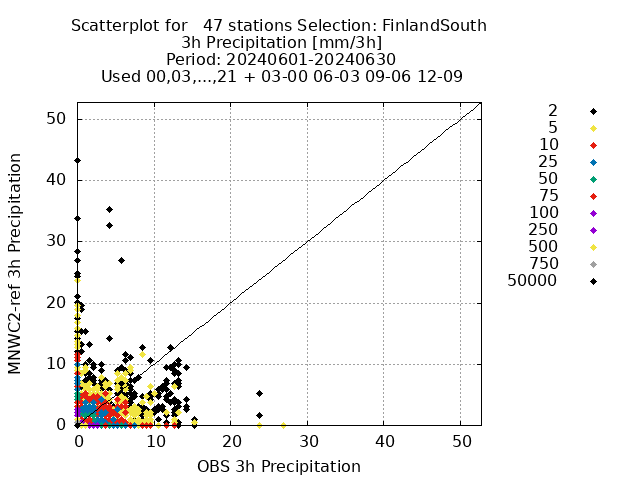 Scatterplot for   47 stations Selection: FinlandSouth
3h Precipitation [mm/3h]
Period: 20240601-20240630
Used 00,03,...,21 + 03-00 06-03 09-06 12-09
MNWC2-ref 3h Precipitation
50
40
30
20
10
0
0 10 20 30 40 50
OBS 3h Precipitation
2
5
10
25
50
75
100
250
500
750
50000